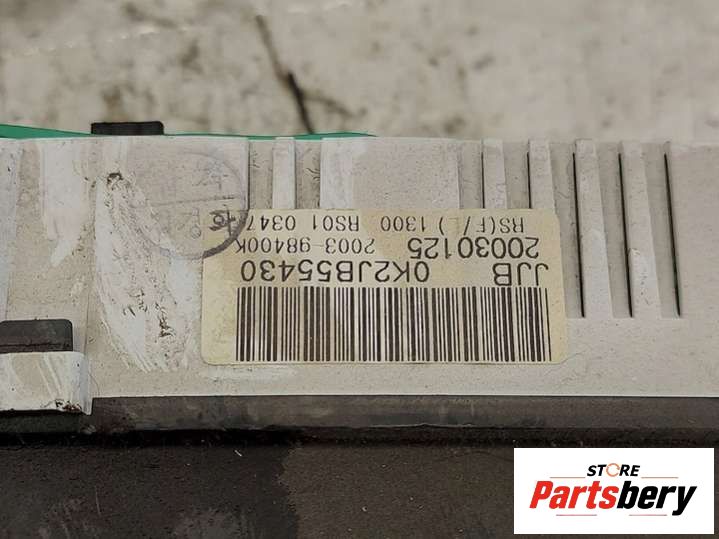 JJB 0K2JB55430
20030125 2003-98400K
RS(F/L) 1300 RS01 0347
STORE
Partsbery